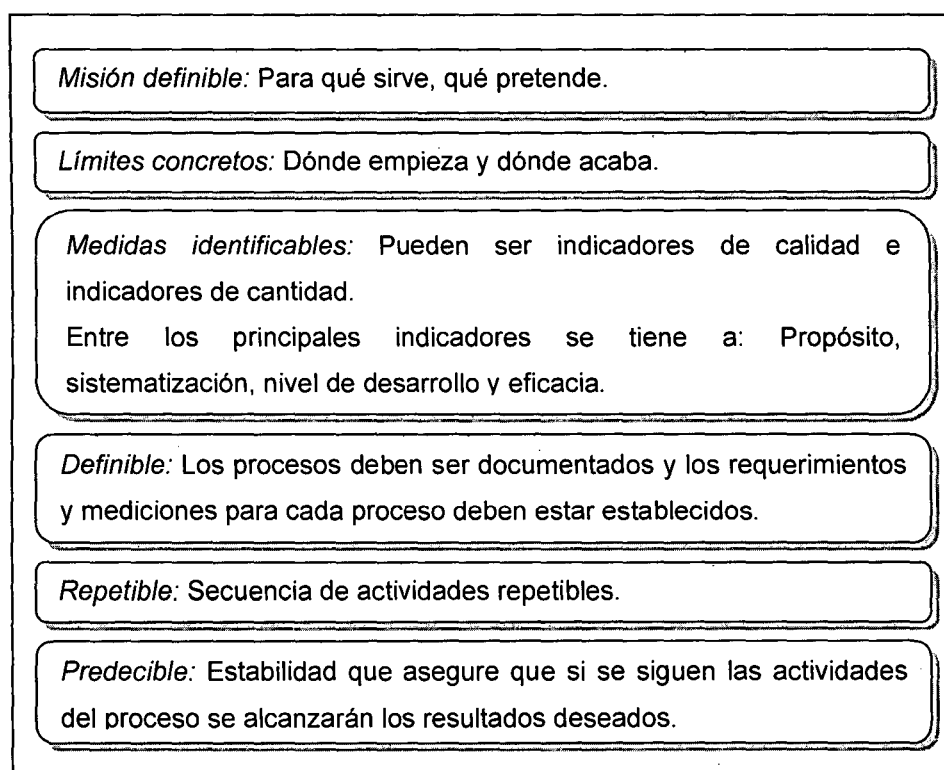 Misión definible: Para qué sirve, qué pretende.
Límites concretos: Dónde empieza y dónde acaba.
Medidas identificables: Pueden ser indicadores de calidad e
indicadores de cantidad.
Entre los principales indicadores se tiene a: Propósito,
sistematización, nivel de desarrollo y eficacia.
Definible: Los procesos deben ser documentados y los requerimientos
y mediciones para cada proceso deben estar establecidos.
Repetible: Secuencia de actividades repetibles.
Predecible: Estabilidad que asegure que si se siguen las actividades
del proceso se alcanzarán los resultados deseados.